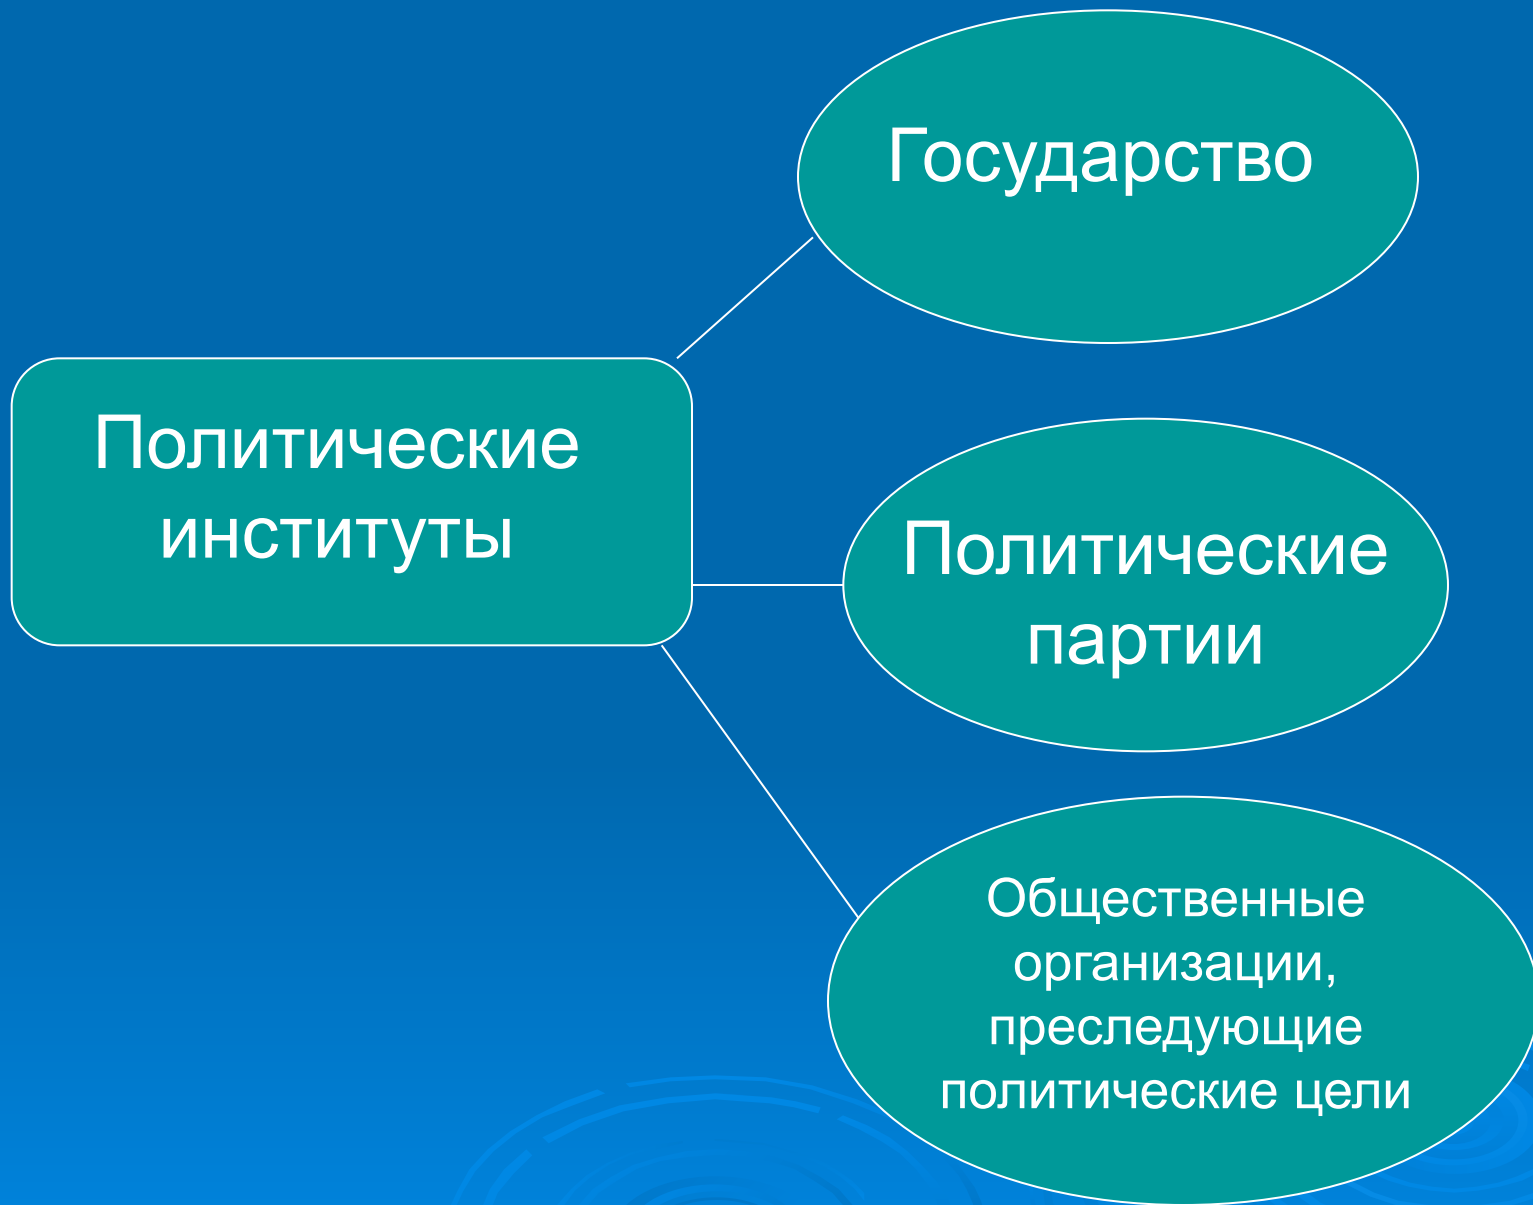 Государство
Политические
институты
Политические
партии
Общественные
организации,
преследующие
политические цели